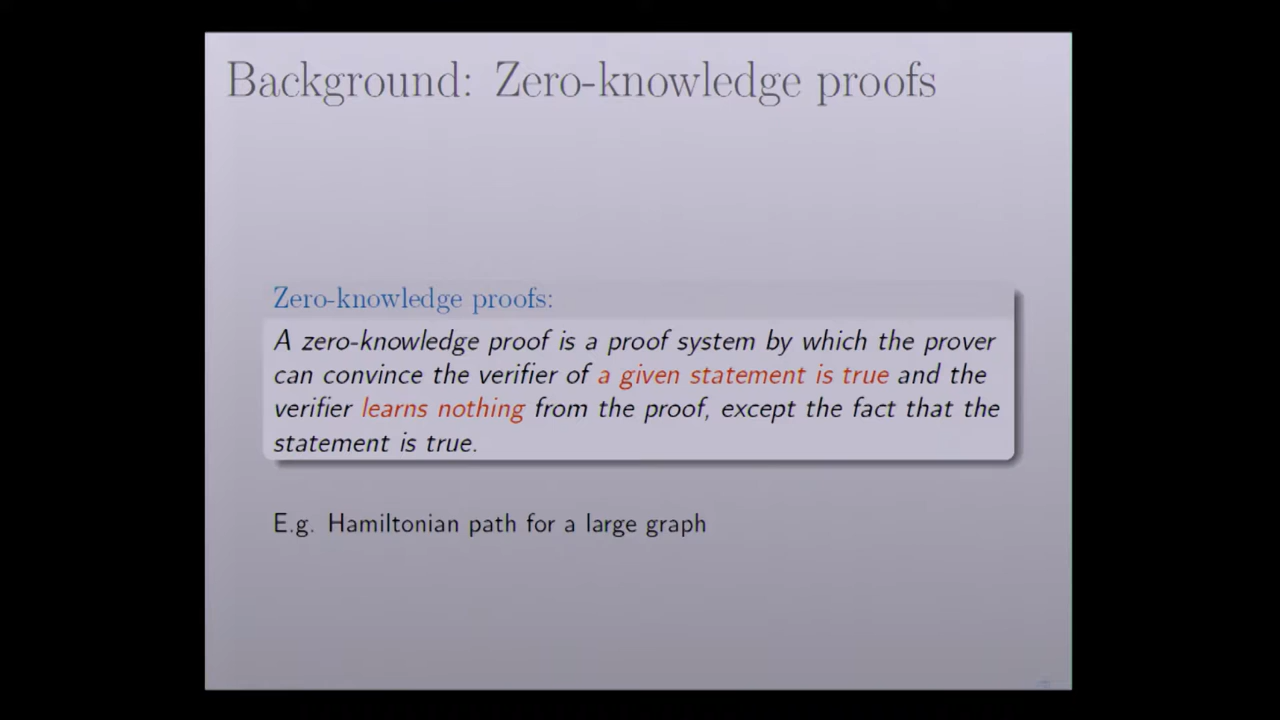 Background: Zero-knowledge proofs
Zero-knowledge proofs:
A zero-knowledge proof is a proof system by which the prover
can convince the verifier of a given statement is true and the
verifier learns nothing from the proof, except the fact that the
statement is true.
E.g. Hamiltonian path for a large graph